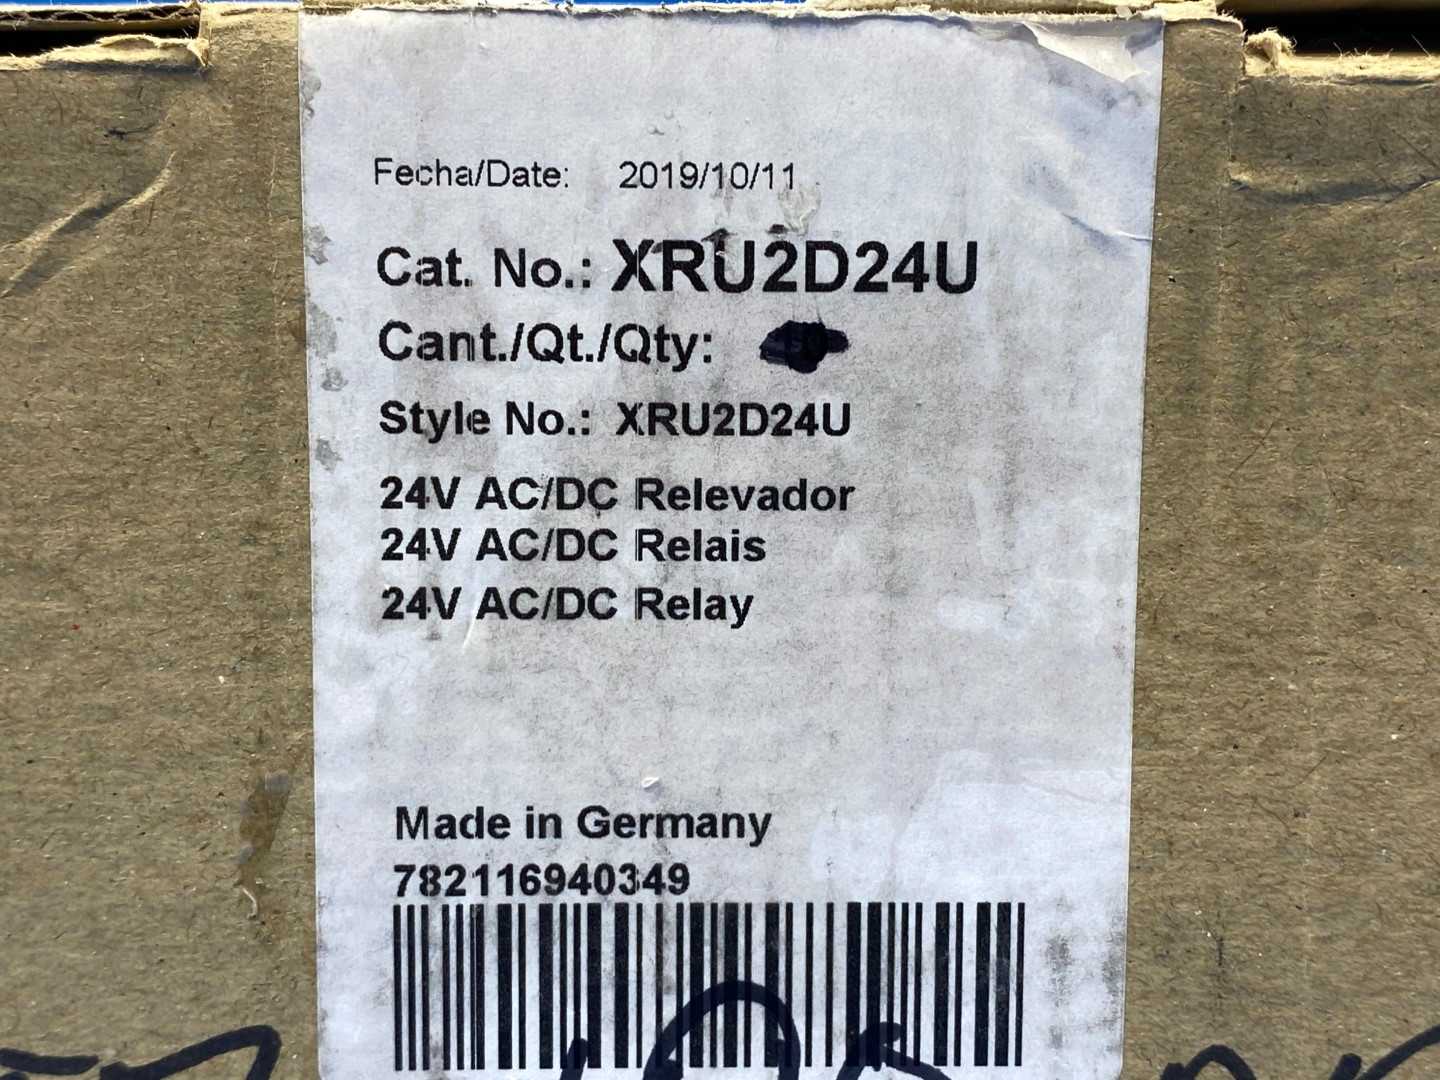 Fecha/Date: 2019/10/11
Cat. No.: XRU2D24U
Cant./Qt./Qty:
Style No.: XRU2D24U
24V AC/DC Relevador
24V AC/DC Relais
24V AC/DC Relay
Made in Germany
782116940349